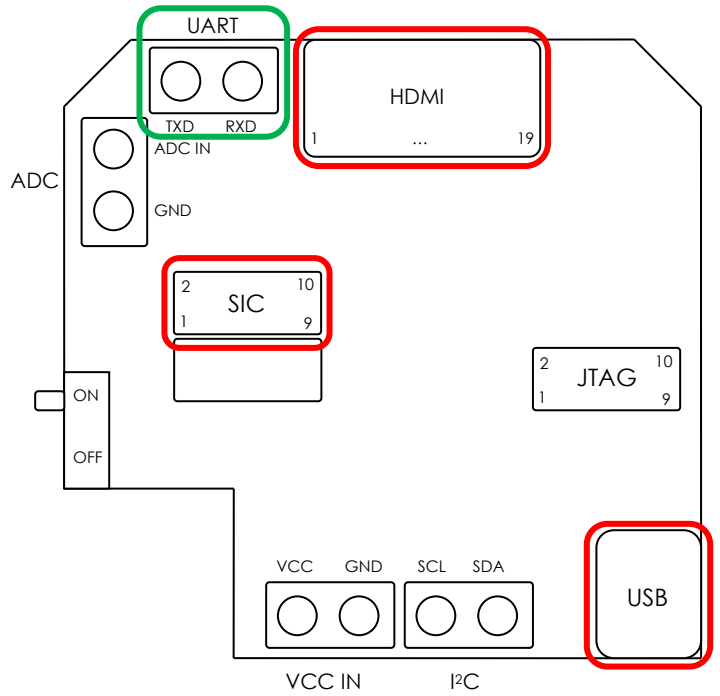 UART
TXD RXD
HDMI
1 ... 19
ADC
ADC IN
GND
2 10
SIC
1 9
2 10
JTAG
1 9
ON
OFF
VCC GND SCL SDA
USB
VCC IN I²C